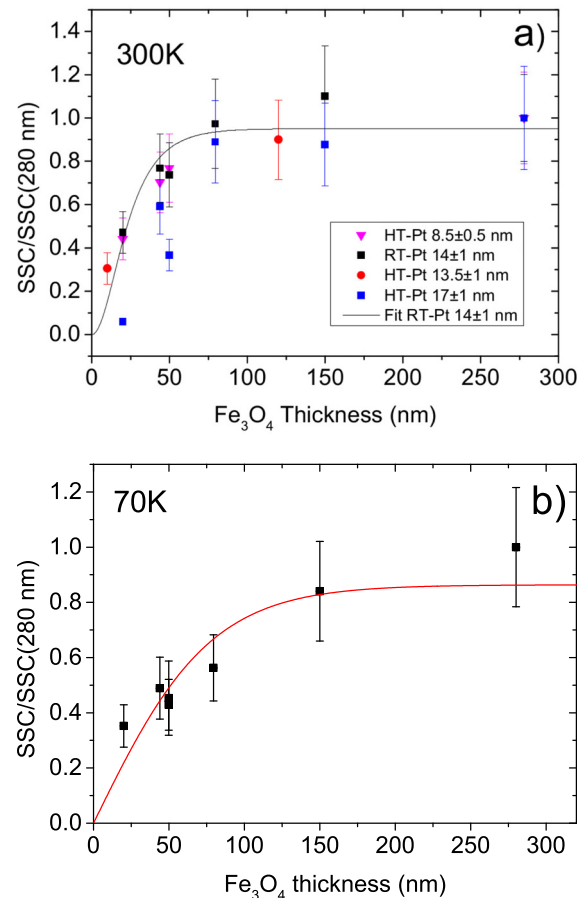 a)
300K
1.4
1.2
1.0
0.8
0.6
0.4
0.2
0.0
SSC/SSC(280 nm)
HT-Pt 8.5±0.5 nm
RT-Pt 14±1 nm
HT-Pt 13.5±1 nm
HT-Pt 17±1 nm
Fit RT-Pt 14±1 nm
0 50 100 150 200 250 300
Fe₃O₄ Thickness (nm)
b)
70K
1.2
1.0
0.8
0.6
0.4
0.2
0.0
SSC/SSC(280 nm)
0 50 100 150 200 250 300
Fe₃O₄ thickness (nm)